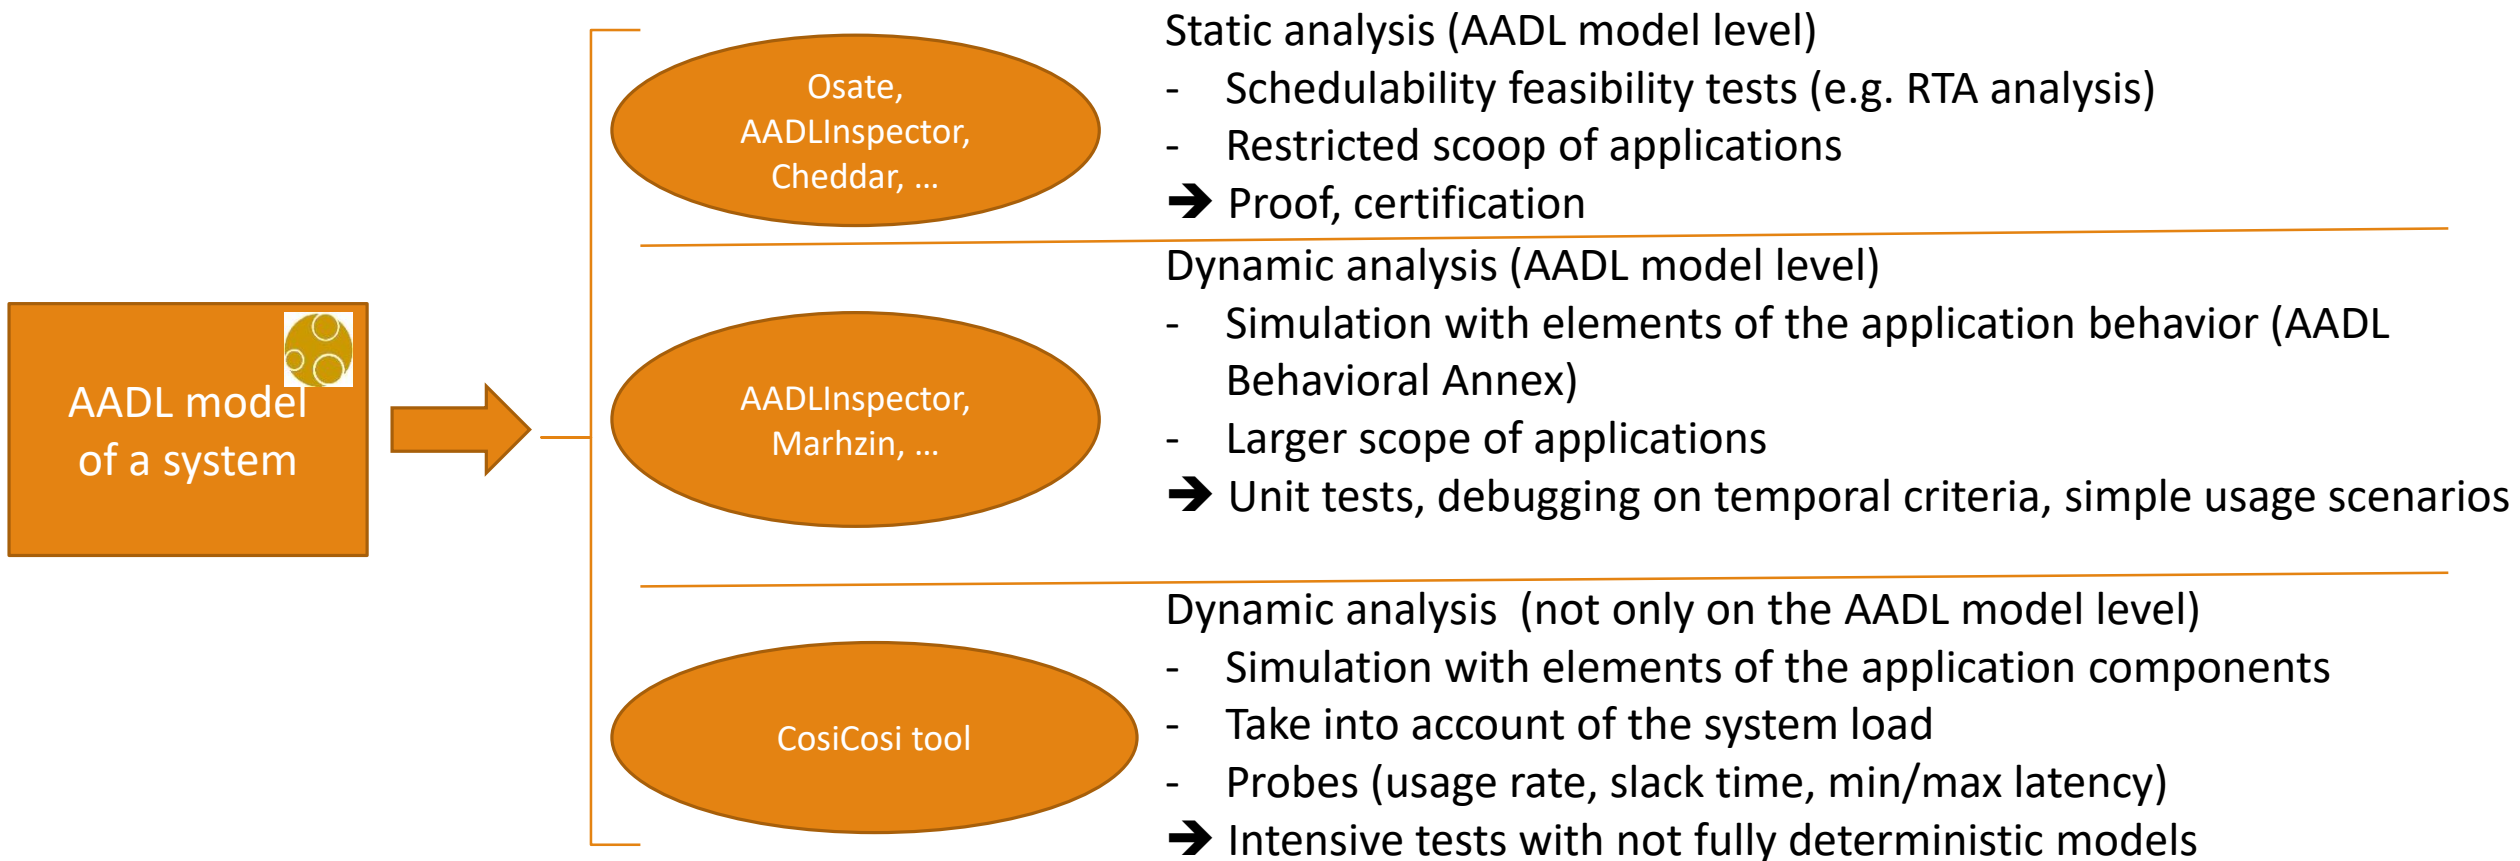 AADL model
of a system
Osate,
AADLInspector,
Cheddar, ...
Static analysis (AADL model level)
- Schedulability feasibility tests (e.g. RTA analysis)
- Restricted scoop of applications
➔ Proof, certification
AADLInspector,
Marhzin, ...
Dynamic analysis (AADL model level)
- Simulation with elements of the application behavior (AADL
Behavioral Annex)
- Larger scope of applications
➔ Unit tests, debugging on temporal criteria, simple usage scenarios
CosiCosi tool
Dynamic analysis (not only on the AADL model level)
- Simulation with elements of the application components
- Take into account of the system load
- Probes (usage rate, slack time, min/max latency)
➔ Intensive tests with not fully deterministic models